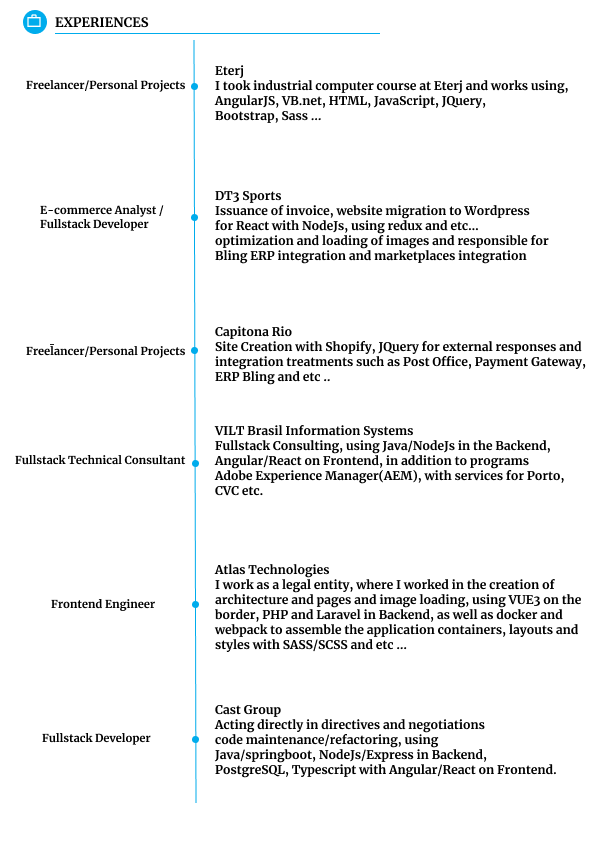 EXPERIENCES
Freelancer/Personal Projects
Eterj
I took industrial computer course at Eterj and works using,
AngularJS, VB.net, HTML, JavaScript, JQuery,
Bootstrap, Sass ...
E-commerce Analyst /
Fullstack Developer
DT3 Sports
Issuance of invoice, website migration to Wordpress
for React with NodeJs, using redux and etc...
optimization and loading of images and responsible for
Bling ERP integration and marketplaces integration
Freelancer/Personal Projects
Capitona Rio
Site Creation with Shopify, JQuery for external responses and
integration treatments such as Post Office, Payment Gateway,
ERP Bling and etc ..
Fullstack Technical Consultant
VILT Brasil Information Systems
Fullstack Consulting, using Java/NodeJs in the Backend,
Angular/React on Frontend, in addition to programs
Adobe Experience Manager(AEM), with services for Porto,
CVC etc.
Frontend Engineer
Atlas Technologies
I work as a legal entity, where I worked in the creation of
architecture and pages and image loading, using VUE3 on the
border, PHP and Laravel in Backend, as well as docker and
webpack to assemble the application containers, layouts and
styles with SASS/SCSS and etc ...
Fullstack Developer
Cast Group
Acting directly in directives and negotiations
code maintenance/refactoring, using
Java/springboot, NodeJs/Express in Backend,
PostgreSQL, Typescript with Angular/React on Frontend.